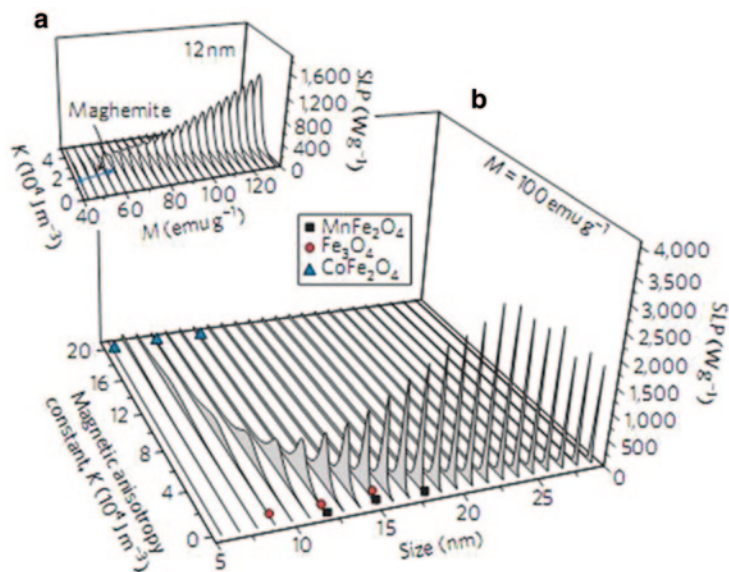 a
12 nm
Maghemite
K (10⁴ J m⁻³)
4
2
0
40
60
80
100
120
M (emu g⁻¹)
1,600
1,200
800
400
0
SLP (W g⁻¹)
b
M = 100 emu g⁻¹
MnFe₂O₄
Fe₃O₄
CoFe₂O₄
4,000
3,500
3,000
2,500
2,000
1,500
1,000
500
0
SLP (W g⁻¹)
20
16
12
8
4
0
Magnetic anisotropy
constant, K (10⁴ J m⁻³)
5
10
15
20
25
Size (nm)